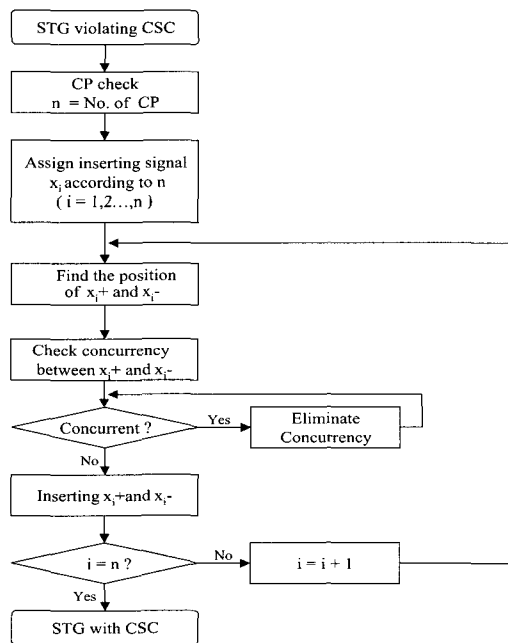 STG violating CSC
CP check
n = No. of CP
Assign inserting signal
xi according to n
( i = 1,2...,n )
Find the position
of xi+ and xi-
Check concurrency
between xi+ and xi-
Concurrent ?
Yes
Eliminate
Concurrency
No
Inserting xi+and xi-
i = n ?
No
i = i + 1
Yes
STG with CSC